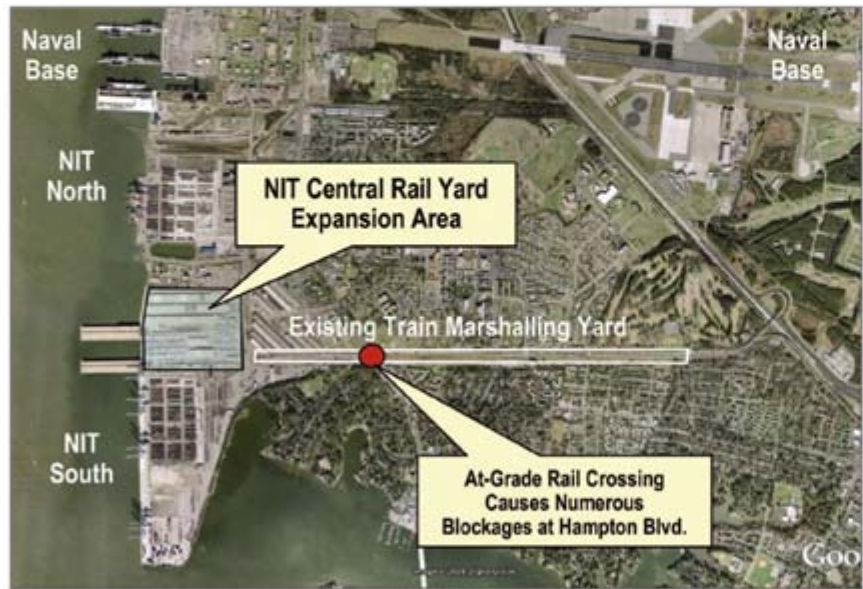 Naval
Base
Naval
Base
NIT
North
NIT Central Rail Yard
Expansion Area
Existing Train Marshalling Yard
NIT
South
At-Grade Rail Crossing
Causes Numerous
Blockages at Hampton Blvd.
Goo